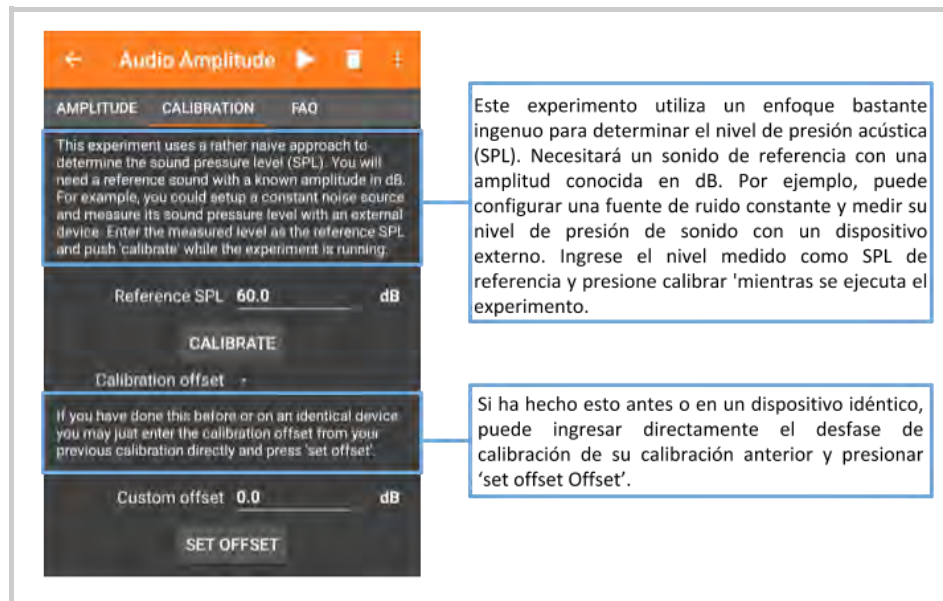 Audio Amplitude
AMPLITUDE CALIBRATION FAQ
This experiment uses a rather naive approach to
determine the sound pressure level (SPL). You will
need a reference sound with a known amplitude in dB.
For example, you could setup a constant noise source
and measure its sound pressure level with an external
device. Enter the measured level as the reference SPL
and push 'calibrate' while the experiment is running.
Reference SPL 60.0 dB
CALIBRATE
Calibration offset -
If you have done this before or on an identical device
you may just enter the calibration offset from your
previous calibration directly and press 'set offset'.
Custom offset 0.0 dB
SET OFFSET
Este experimento utiliza un enfoque bastante
ingenuo para determinar el nivel de presión acústica
(SPL). Necesitará un sonido de referencia con una
amplitud conocida en dB. Por ejemplo, puede
configurar una fuente de ruido constante y medir su
nivel de presión de sonido con un dispositivo
externo. Ingrese el nivel medido como SPL de
referencia y presione calibrar 'mientras se ejecuta el
experimento.
Si ha hecho esto antes o en un dispositivo idéntico,
puede ingresar directamente el desfase de
calibración de su calibración anterior y presionar
‘set offset Offset’.